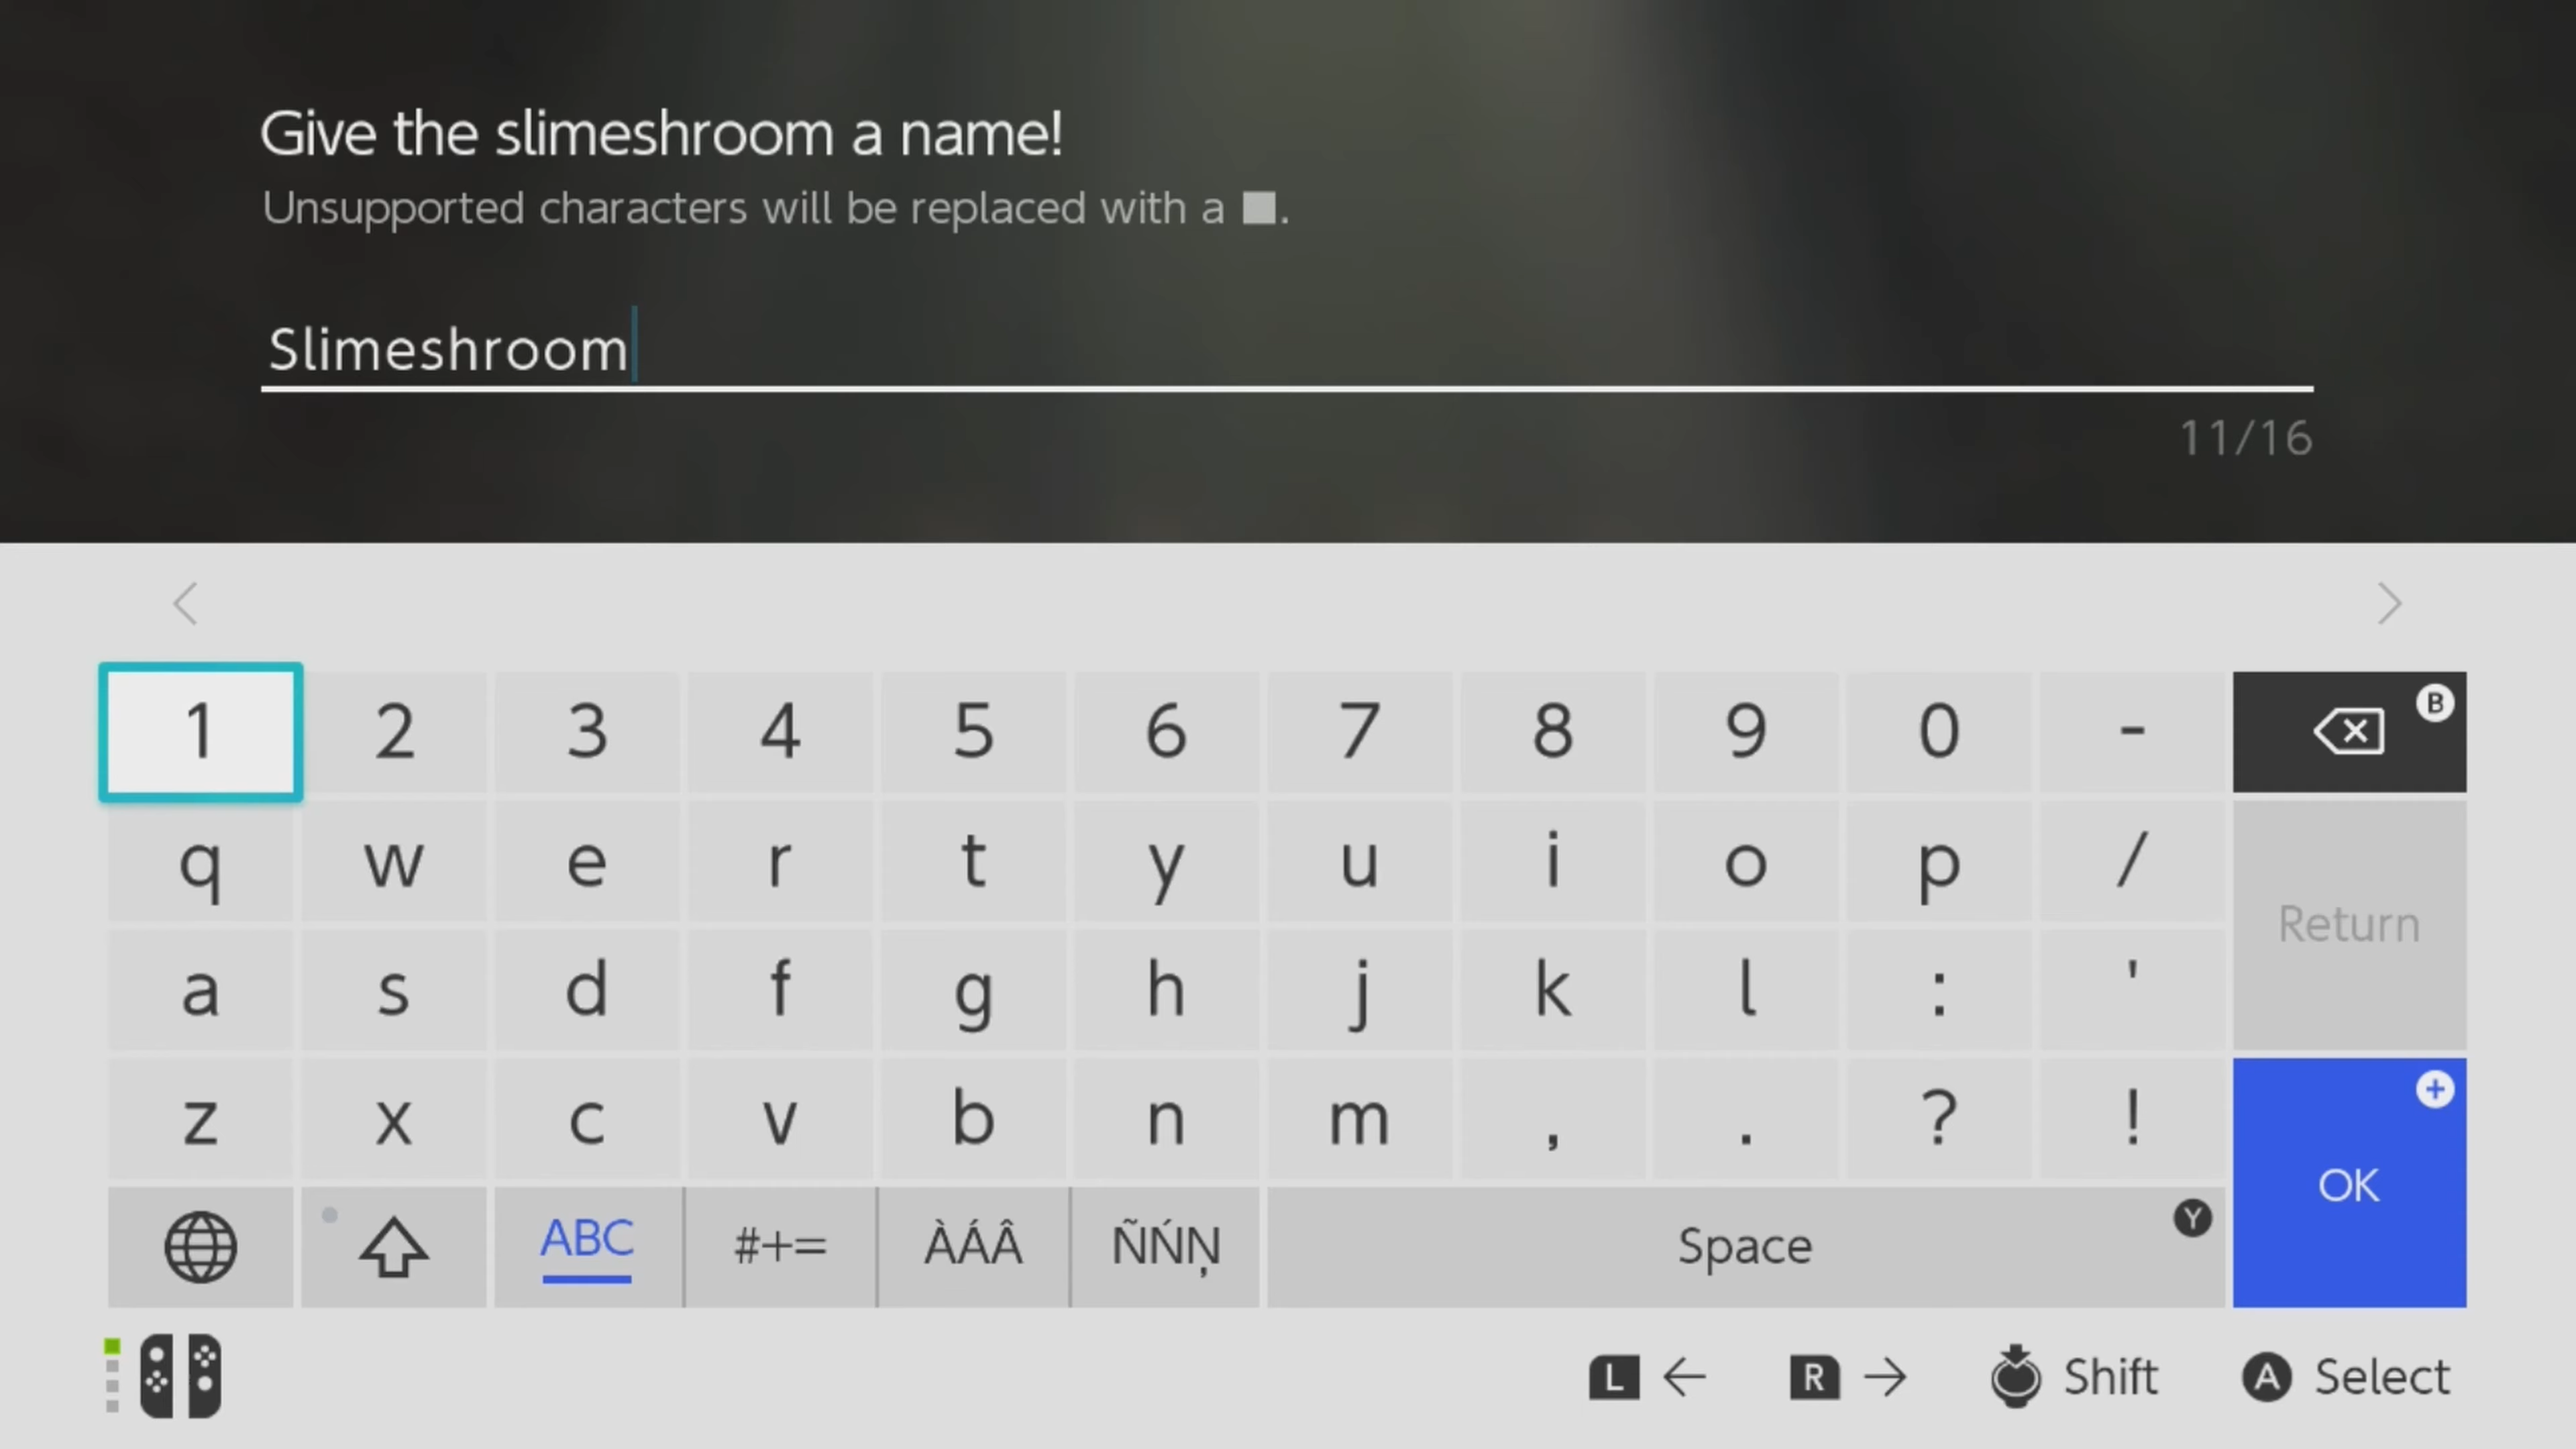 Give the slimeshroom a name!
Unsupported characters will be replaced with a ■.
Slimeshroom
11/16
1 2 3 4 5 6 7 8 9 0 - B
q w e r t y u i o p /
Return
a s d f g h j k l : '
z x c v b n m , . ? ! +
OK
ABC #+= ÀÁÂ ÑŃŅ Space Y
L ← R → Shift A Select